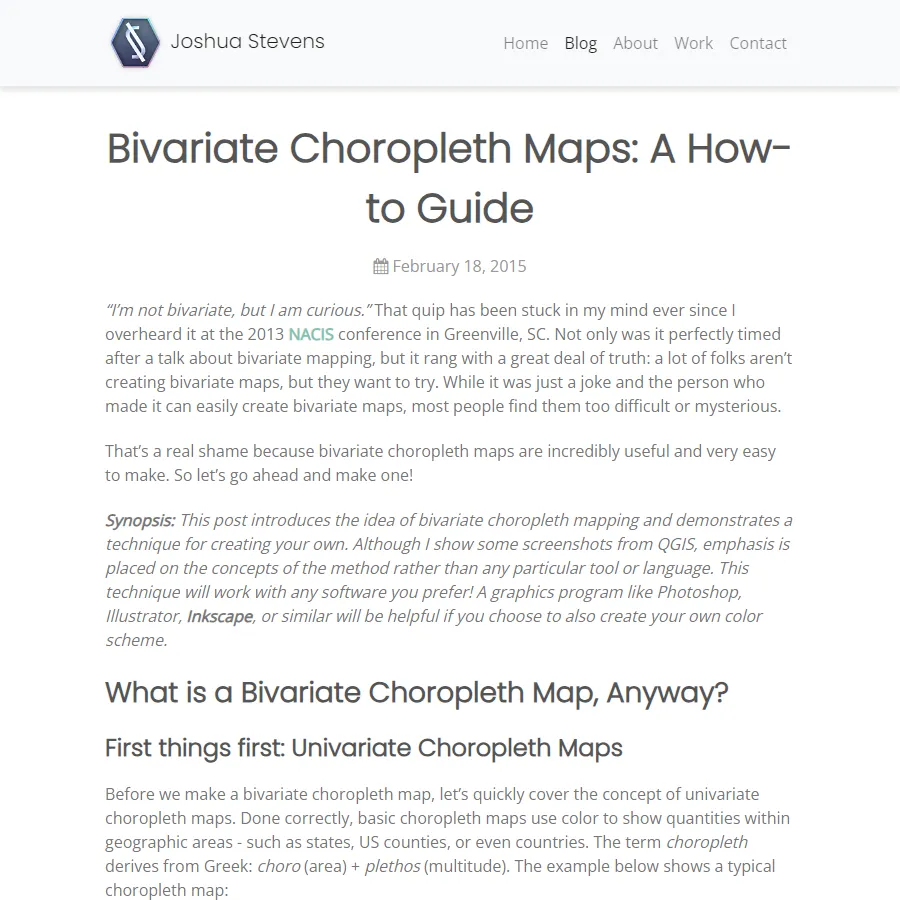 Joshua Stevens
Home Blog About Work Contact
Bivariate Choropleth Maps: A How-
to Guide
February 18, 2015
“I’m not bivariate, but I am curious.” That quip has been stuck in my mind ever since I
overheard it at the 2013 NACIS conference in Greenville, SC. Not only was it perfectly timed
after a talk about bivariate mapping, but it rang with a great deal of truth: a lot of folks aren’t
creating bivariate maps, but they want to try. While it was just a joke and the person who
made it can easily create bivariate maps, most people find them too difficult or mysterious.
That’s a real shame because bivariate choropleth maps are incredibly useful and very easy
to make. So let’s go ahead and make one!
Synopsis: This post introduces the idea of bivariate choropleth mapping and demonstrates a
technique for creating your own. Although I show some screenshots from QGIS, emphasis is
placed on the concepts of the method rather than any particular tool or language. This
technique will work with any software you prefer! A graphics program like Photoshop,
Illustrator, Inkscape, or similar will be helpful if you choose to also create your own color
scheme.
What is a Bivariate Choropleth Map, Anyway?
First things first: Univariate Choropleth Maps
Before we make a bivariate choropleth map, let’s quickly cover the concept of univariate
choropleth maps. Done correctly, basic choropleth maps use color to show quantities within
geographic areas - such as states, US counties, or even countries. The term choropleth
derives from Greek: choro (area) + plethos (multitude). The example below shows a typical
choropleth map: